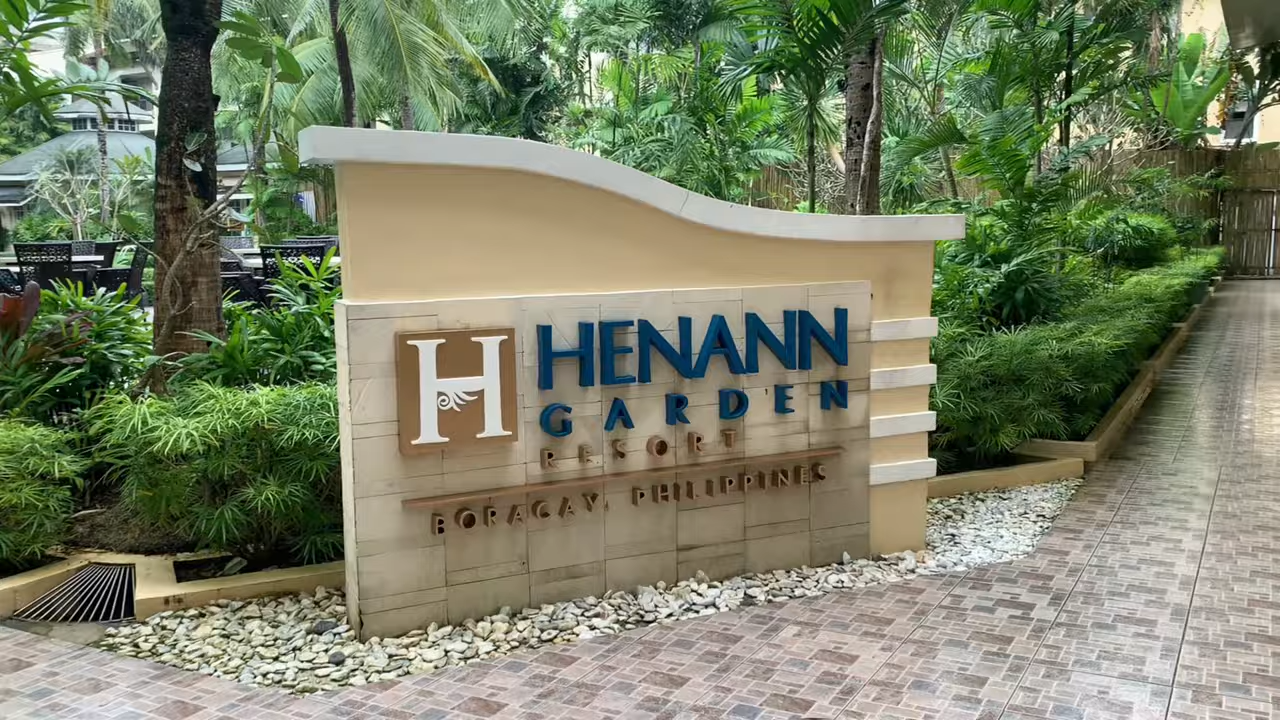 H
HENANN
GARDEN
RESORT
BORACAY, PHILIPPINES